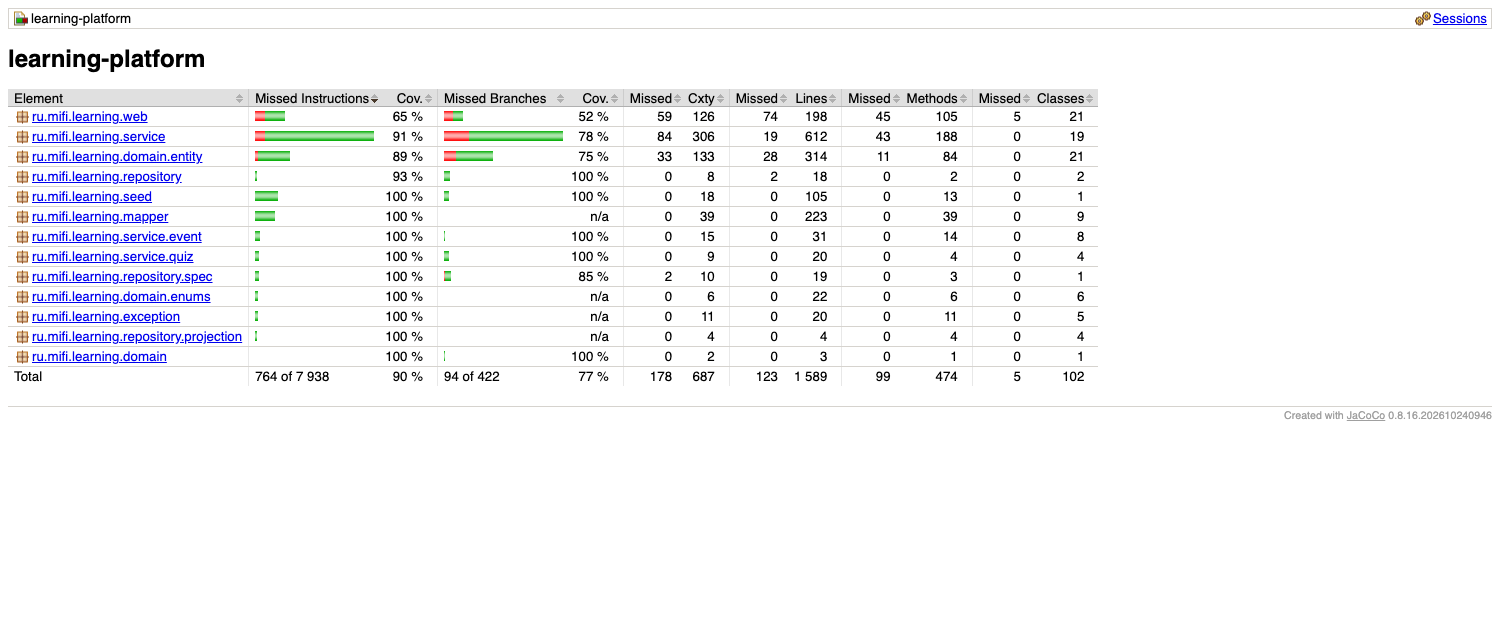 learning-platform Sessions
learning-platform
Element Missed Instructions Cov. Missed Branches Cov. Missed Cxty Missed Lines Missed Methods Missed Classes
ru.mifi.learning.web 65 % 52 % 59 126 74 198 45 105 5 21
ru.mifi.learning.service 91 % 78 % 84 306 19 612 43 188 0 19
ru.mifi.learning.domain.entity 89 % 75 % 33 133 28 314 11 84 0 21
ru.mifi.learning.repository 93 % 100 % 0 8 2 18 0 2 0 2
ru.mifi.learning.seed 100 % 100 % 0 18 0 105 0 13 0 1
ru.mifi.learning.mapper 100 % n/a 0 39 0 223 0 39 0 9
ru.mifi.learning.service.event 100 % 100 % 0 15 0 31 0 14 0 8
ru.mifi.learning.service.quiz 100 % 100 % 0 9 0 20 0 4 0 4
ru.mifi.learning.repository.spec 100 % 85 % 2 10 0 19 0 3 0 1
ru.mifi.learning.domain.enums 100 % n/a 0 6 0 22 0 6 0 6
ru.mifi.learning.exception 100 % n/a 0 11 0 20 0 11 0 5
ru.mifi.learning.repository.projection 100 % n/a 0 4 0 4 0 4 0 4
ru.mifi.learning.domain 100 % 100 % 0 2 0 3 0 1 0 1
Total 764 of 7 938 90 % 94 of 422 77 % 178 687 123 1 589 99 474 5 102
Created with JaCoCo 0.8.16.202610240946